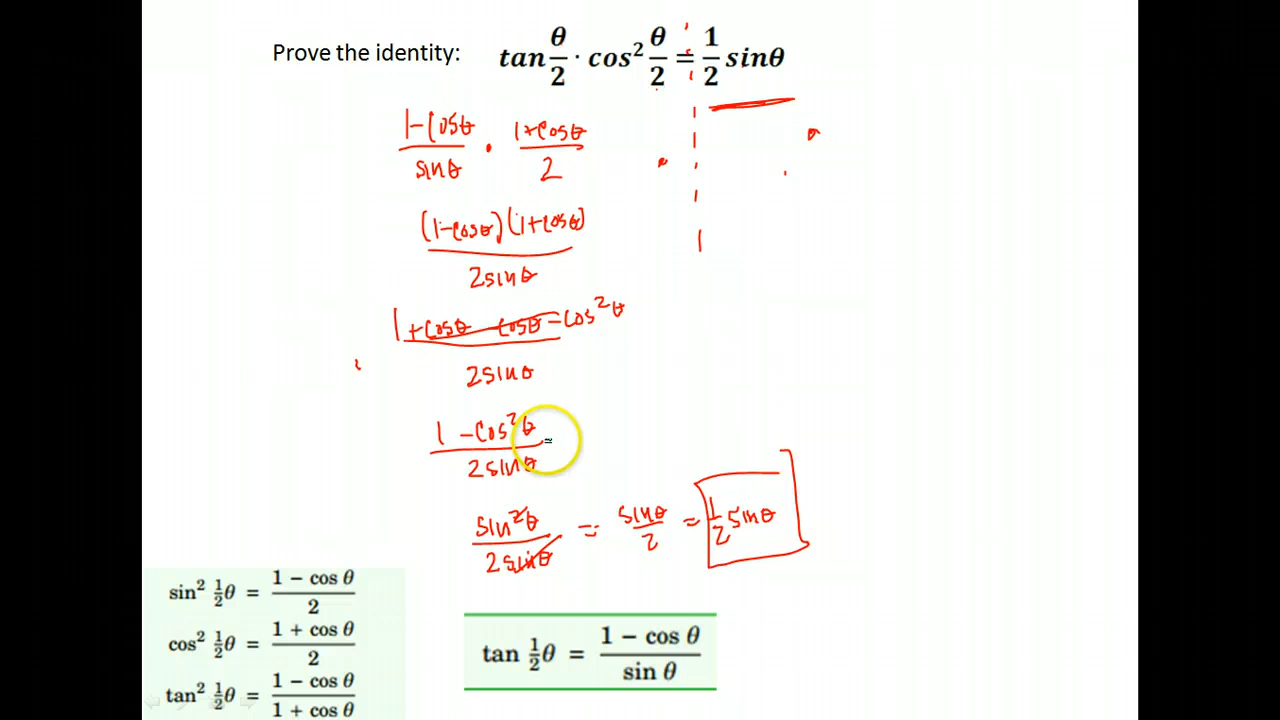 Prove the identity: tan θ/2 · cos² θ/2 = 1/2 sinθ
1-cosθ/sinθ · 1+cosθ/2
(1-cosθ)(1+cosθ)/2sinθ
1+cosθ-cosθ-cos²θ/2sinθ
1-cos²θ/2sinθ =
sin²θ/2sinθ = sinθ/2 = 1/2 sinθ
sin² ½θ = 1 − cos θ/2
cos² ½θ = 1 + cos θ/2
tan² ½θ = 1 − cos θ/1 + cos θ
tan ½θ = 1 − cos θ/sin θ